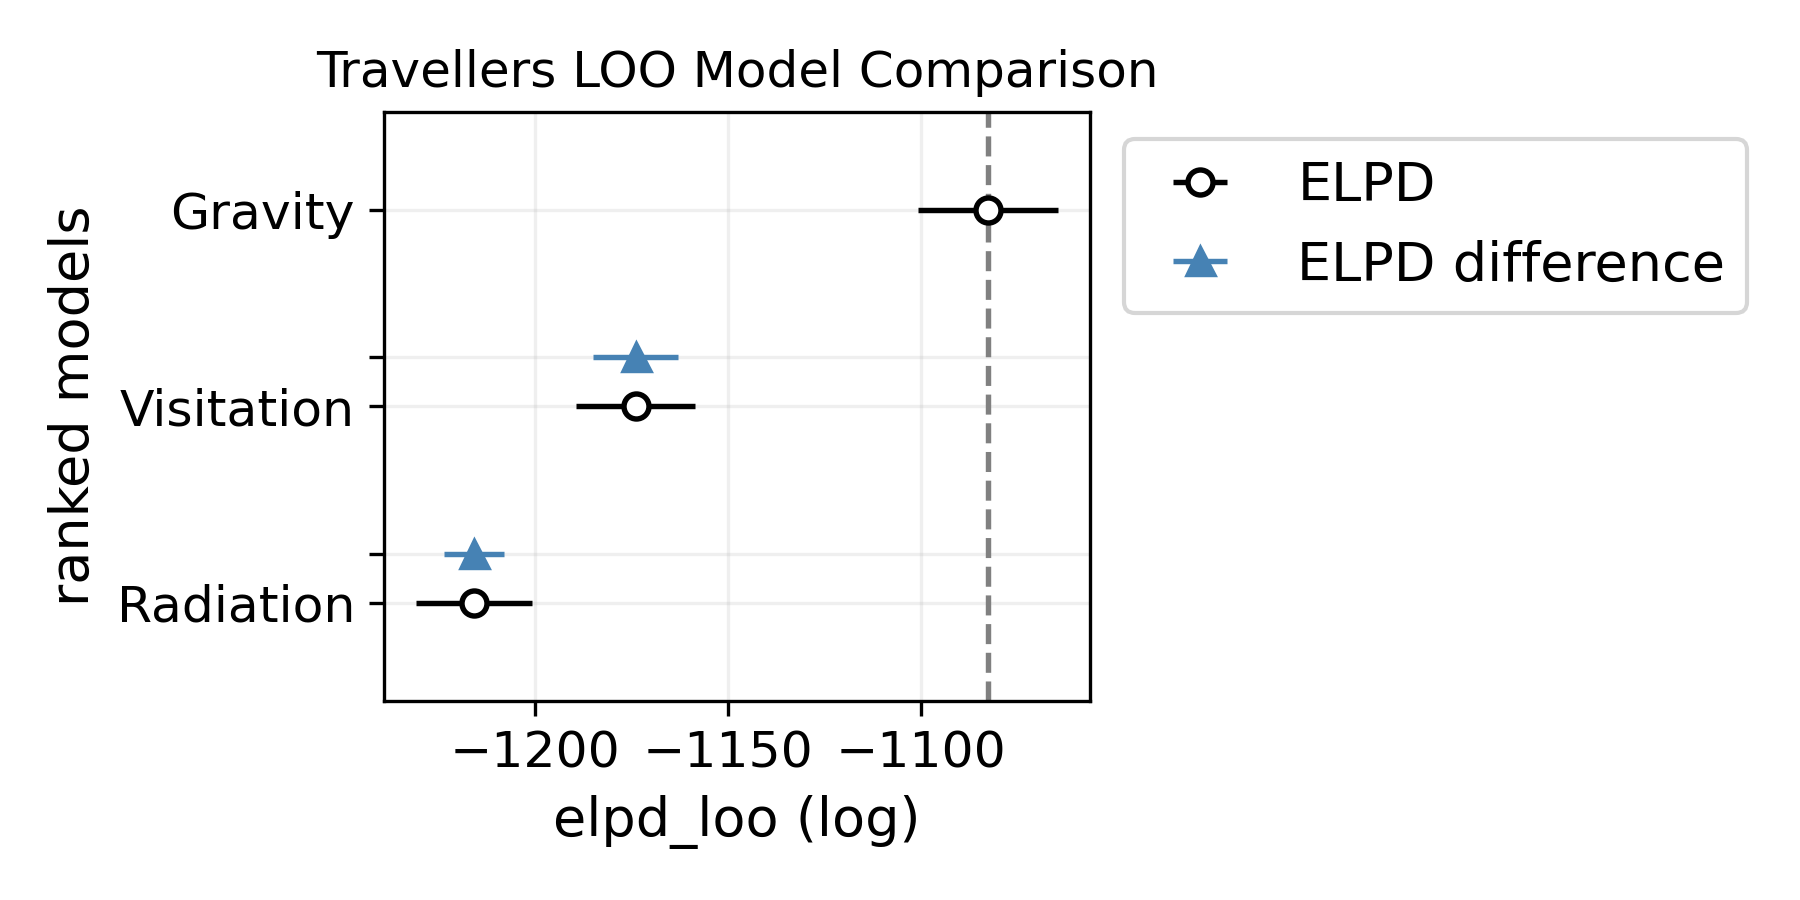 Travellers LOO Model Comparison
ranked models
Gravity
Visitation
Radiation
−1200 −1150 −1100
elpd_loo (log)
ELPD
ELPD difference